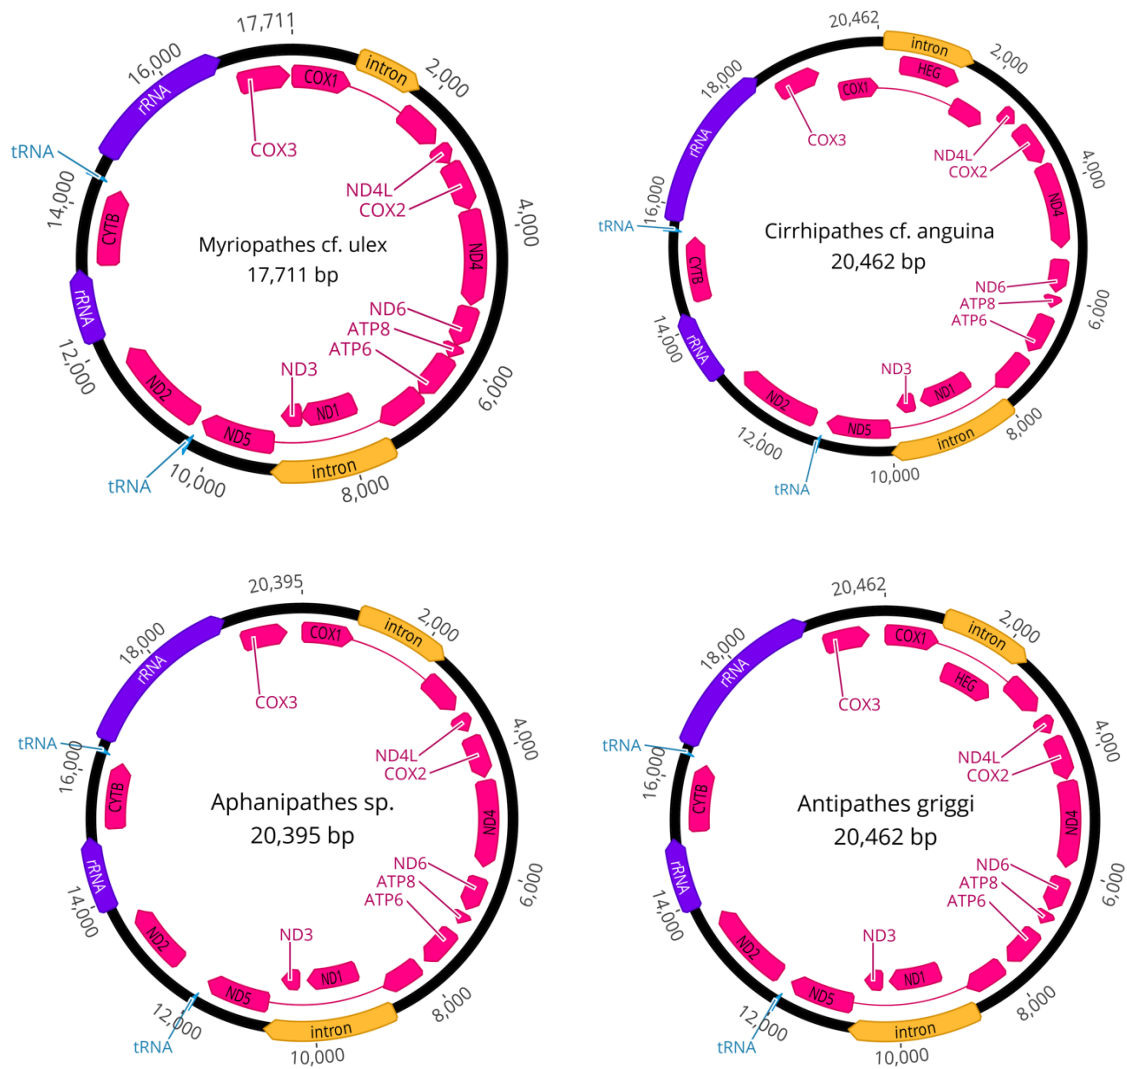 17,711
intron
2,000
16,000
rRNA
COX1
COX3
tRNA
ND4L
COX2
14,000
4,000
CYTB
Myriopathes cf. ulex
17,711 bp
ND4
ND6
ATP8
ATP6
rRNA
12,000
ND3
ND2
ND1
6,000
ND5
tRNA
10,000
intron
8,000
20,462
intron
2,000
18,000
HEG
COX1
rRNA
COX3
ND4L
COX2
4,000
16,000
tRNA
ND4
Cirrhipathes cf. anguina
20,462 bp
CYTB
ND6
ATP8
ATP6
6,000
14,000
rRNA
ND3
ND2
ND1
8,000
ND5
12,000
intron
tRNA
10,000
20,395
intron
2,000
18,000
COX1
rRNA
COX3
tRNA
16,000
ND4L
COX2
4,000
CYTB
Aphanipathes sp.
20,395 bp
ND4
ND6
ATP8
ATP6
6,000
rRNA
14,000
ND2
ND3
ND1
ND5
8,000
12,000
tRNA
intron
10,000
20,462
intron
2,000
18,000
COX1
rRNA
HEG
COX3
tRNA
16,000
ND4L
COX2
4,000
CYTB
Antipathes griggi
20,462 bp
ND4
ND6
ATP8
ATP6
6,000
rRNA
14,000
ND2
ND3
ND1
ND5
8,000
12,000
tRNA
intron
10,000